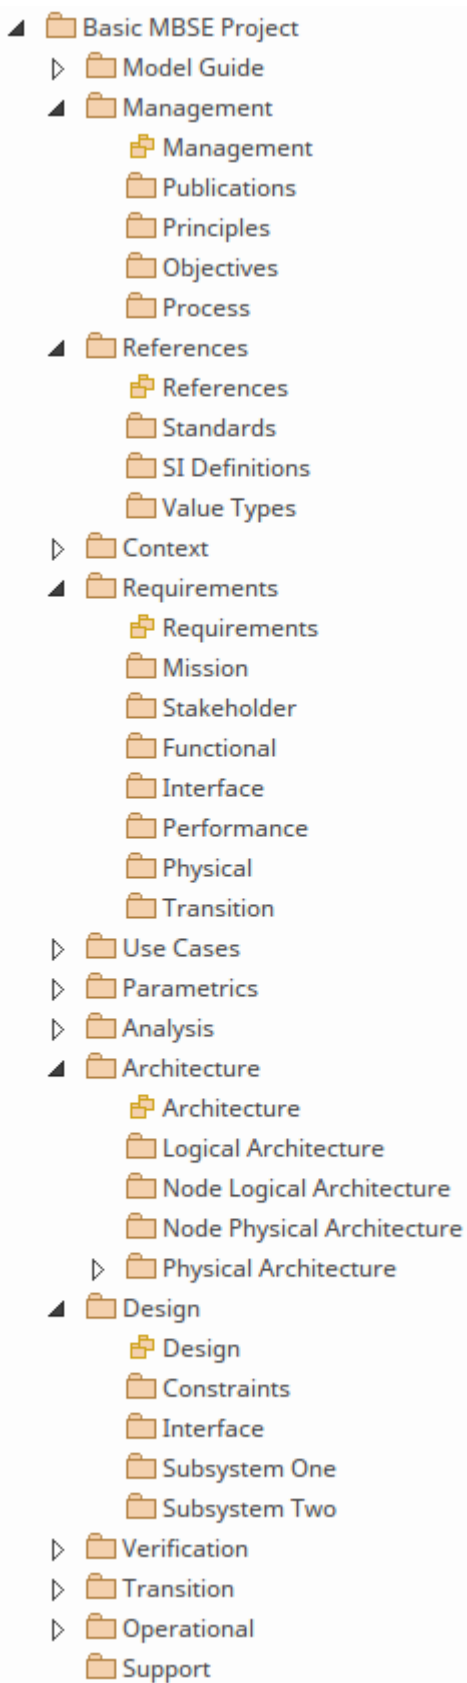 Basic MBSE Project
Model Guide
Management
Management
Publications
Principles
Objectives
Process
References
References
Standards
SI Definitions
Value Types
Context
Requirements
Requirements
Mission
Stakeholder
Functional
Interface
Performance
Physical
Transition
Use Cases
Parametrics
Analysis
Architecture
Architecture
Logical Architecture
Node Logical Architecture
Node Physical Architecture
Physical Architecture
Design
Design
Constraints
Interface
Subsystem One
Subsystem Two
Verification
Transition
Operational
Support